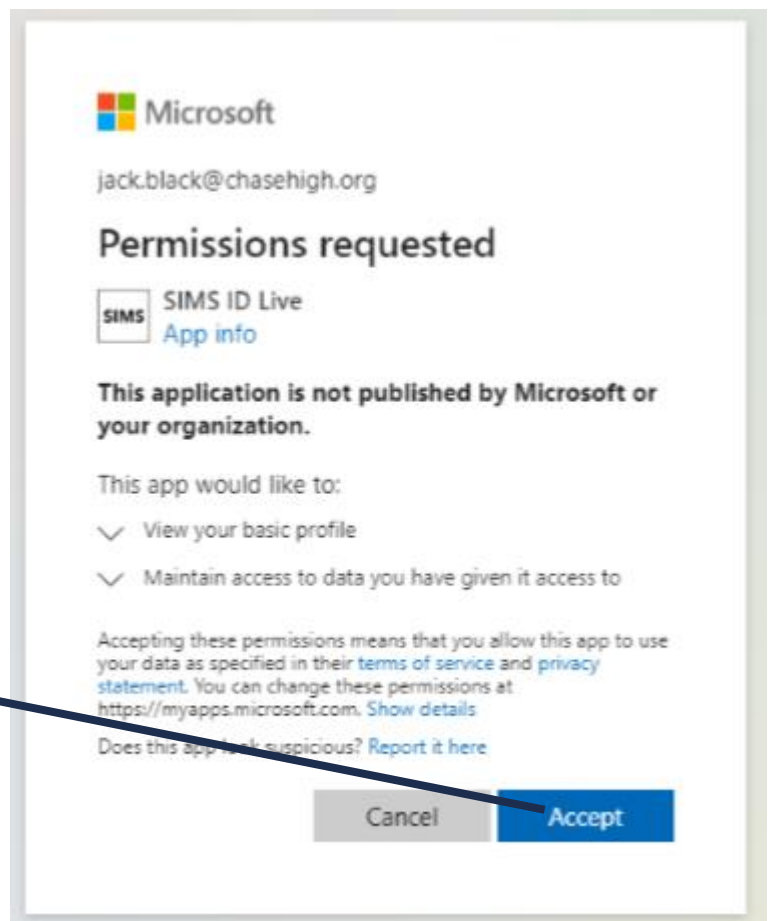 Microsoft
jack.black@chasehigh.org
Permissions requested
SIMS
SIMS ID Live
App info
This application is not published by Microsoft or
your organization.
This app would like to:
View your basic profile
Maintain access to data you have given it access to
Accepting these permissions means that you allow this app to use
your data as specified in their terms of service and privacy
statement. You can change these permissions at
https://myapps.microsoft.com. Show details
Does this app look suspicious? Report it here
Cancel
Accept